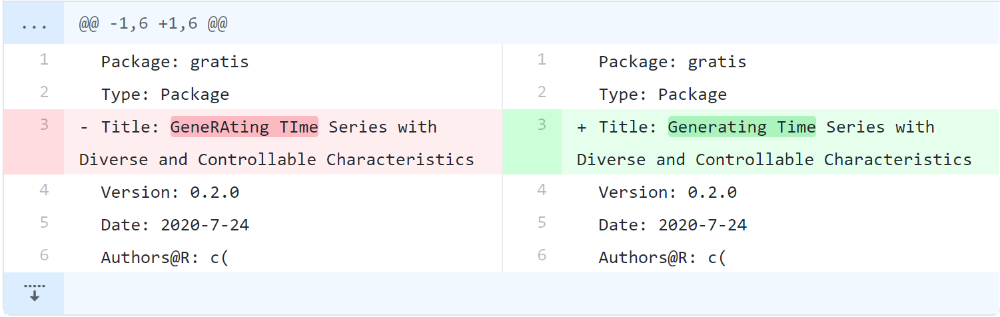 ... @@ -1,6 +1,6 @@
1 Package: gratis
2 Type: Package
3 - Title: GeneRAting TIme Series with
Diverse and Controllable Characteristics
4 Version: 0.2.0
5 Date: 2020-7-24
6 Authors@R: c(
1 Package: gratis
2 Type: Package
3 + Title: Generating Time Series with
Diverse and Controllable Characteristics
4 Version: 0.2.0
5 Date: 2020-7-24
6 Authors@R: c(